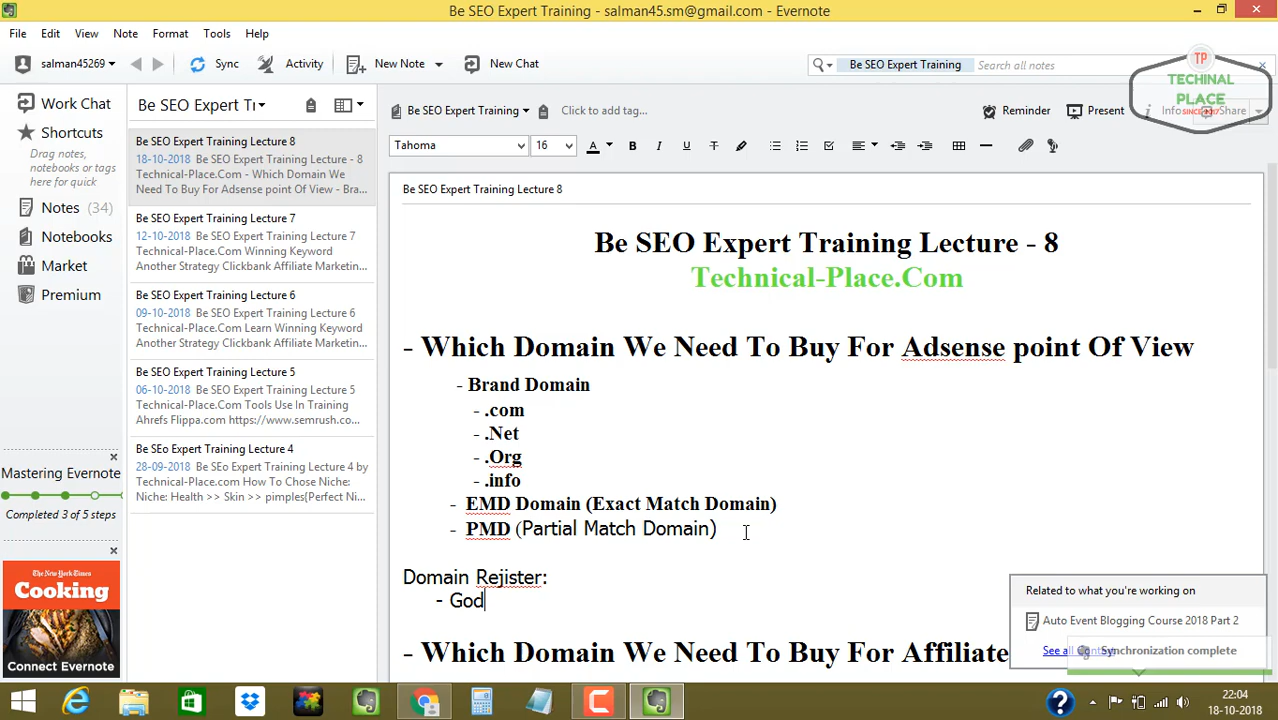 Be SEO Expert Training - salman45.sm@gmail.com - Evernote
File Edit View Note Format Tools Help
salman45269 Sync Activity New Note New Chat
Be SEO Expert Training Search all notes
TP
TECHINAL
PLACE
SINCE 2017
Work Chat
Shortcuts
Drag notes,
notebooks or tags
here for quick
Notes (34)
Notebooks
Market
Premium
Mastering Evernote
Completed 3 of 5 steps
The New York Times
Cooking
Connect Evernote
Be SEO Expert Tr
Be SEO Expert Training Lecture 8
18-10-2018 Be SEO Expert Training Lecture - 8
Technical-Place.Com - Which Domain We
Need To Buy For Adsense point Of View - Bra...
Be SEO Expert Training Lecture 7
12-10-2018 Be SEO Expert Training Lecture 7
Technical-Place.Com Winning Keyword
Another Strategy Clickbank Affiliate Marketin...
Be SEO Expert Training Lecture 6
09-10-2018 Be SEO Expert Training Lecture 6
Technical-Place.Com Learn Winning Keyword
Another Strategy Clickbank Affiliate Marketin...
Be SEO Expert Training Lecture 5
06-10-2018 Be SEO Expert Training Lecture 5
Technical-Place.Com Tools Use In Training
Ahrefs Flippa.com https://www.semrush.co...
Be SEo Expert Training Lecture 4
28-09-2018 Be SEo Expert Training Lecture 4 by
Technical-Place.com How To Chose Niche:
Niche: Health >> Skin >> pimples(Perfect Ni...
Be SEO Expert Training Click to add tag... Reminder Present Info Share
Tahoma 16 A B I U T
Be SEO Expert Training Lecture 8
Be SEO Expert Training Lecture - 8
Technical-Place.Com
- Which Domain We Need To Buy For Adsense point Of View
- Brand Domain
- .com
- .Net
- .Org
- .info
- EMD Domain (Exact Match Domain)
- PMD (Partial Match Domain)
Domain Rejister:
- God
- Which Domain We Need To Buy For Affiliate
Related to what you're working on
Auto Event Blogging Course 2018 Part 2
See all
Synchronization complete
22:04
18-10-2018